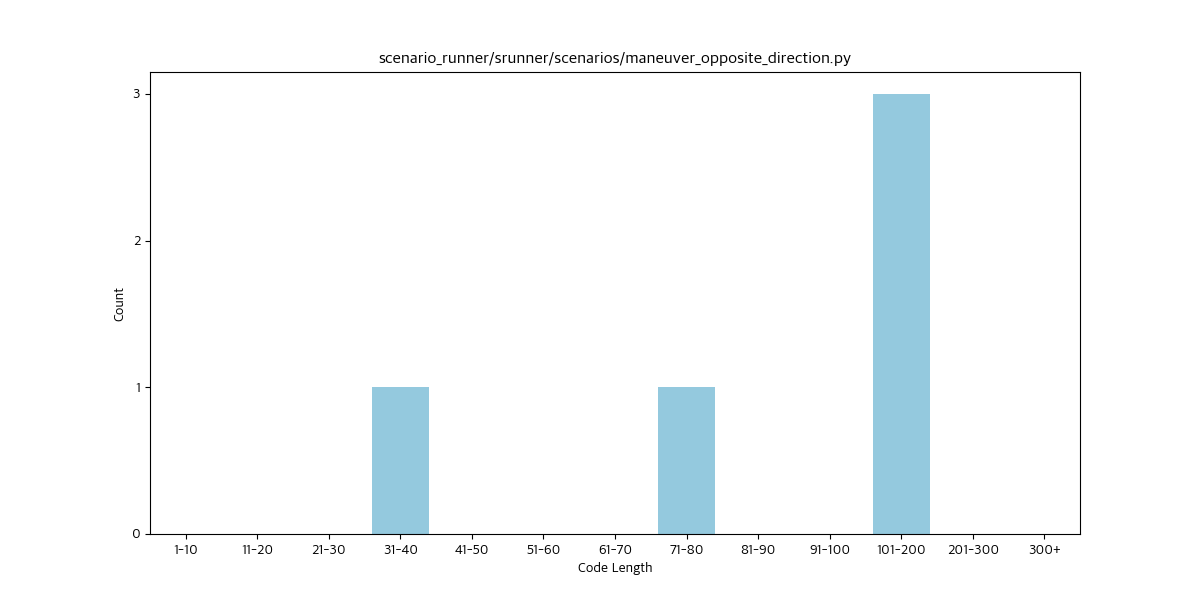 scenario_runner/srunner/scenarios/maneuver_opposite_direction.py
3
2
1
0
Count
1-10 11-20 21-30 31-40 41-50 51-60 61-70 71-80 81-90 91-100 101-200 201-300 300+
Code Length